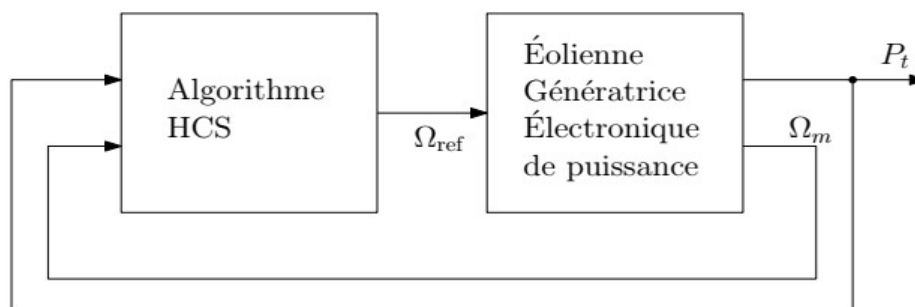 Algorithme
HCS
Ω_ref
Éolienne
Génératrice
Électronique
de puissance
P_t
Ω_m